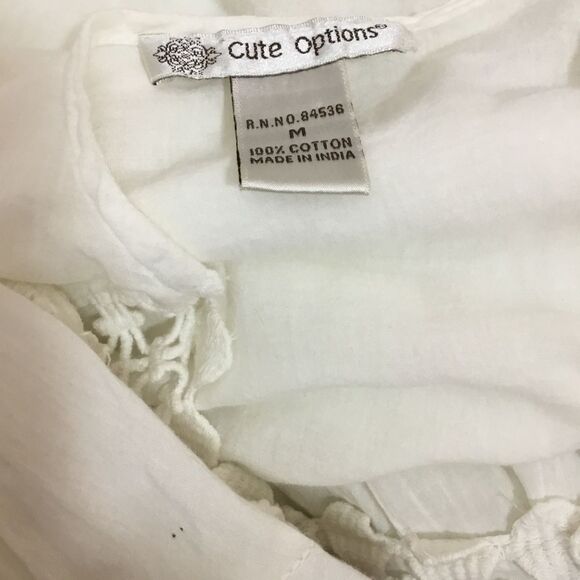 Cute Options®
R.N.NO.84536
M
100% COTTON
MADE IN INDIA